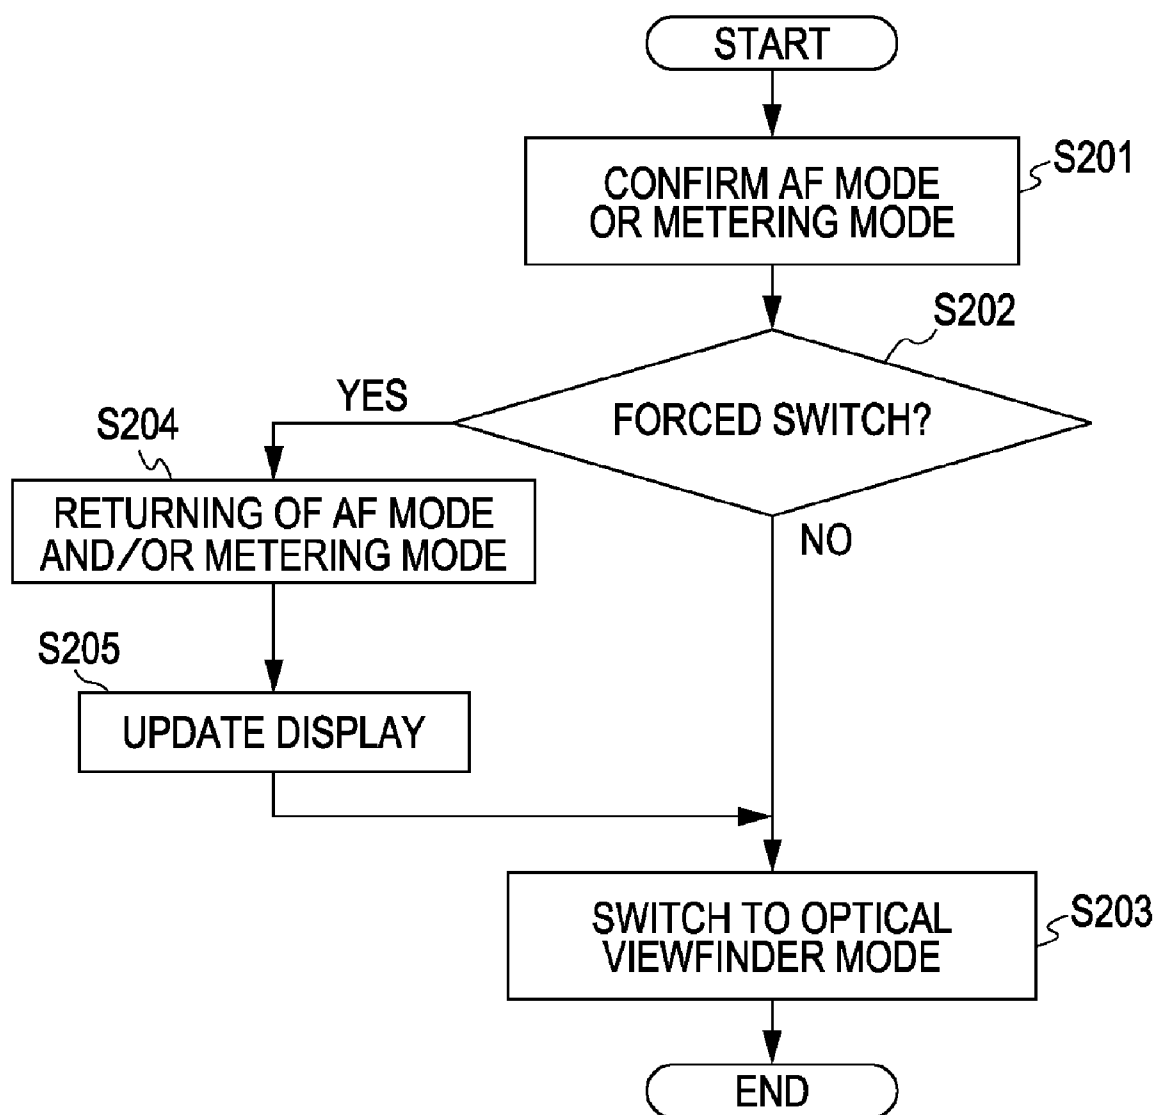 START
CONFIRM AF MODE
OR METERING MODE
S201
S202
FORCED SWITCH?
YES
NO
S204
RETURNING OF AF MODE
AND/OR METERING MODE
S205
UPDATE DISPLAY
SWITCH TO OPTICAL
VIEWFINDER MODE
S203
END